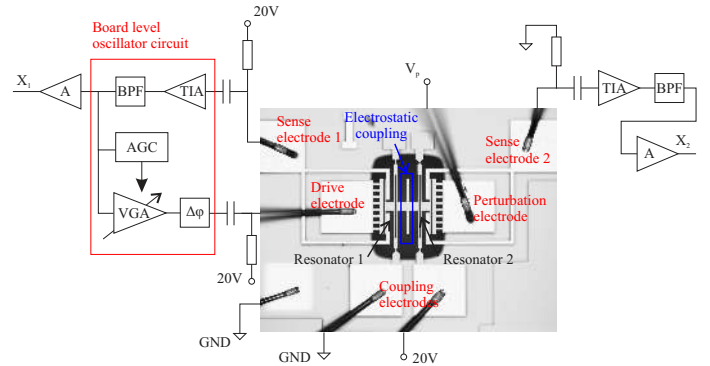 20V
Board level
oscillator circuit
X1
A
BPF
TIA
AGC
VGA
Δφ
20V
GND
Vp
Sense
electrode 1
Electrostatic
coupling
Sense
electrode 2
Drive
electrode
Perturbation
electrode
Resonator 1
Resonator 2
Coupling
electrodes
GND
20V
TIA
BPF
A
X2